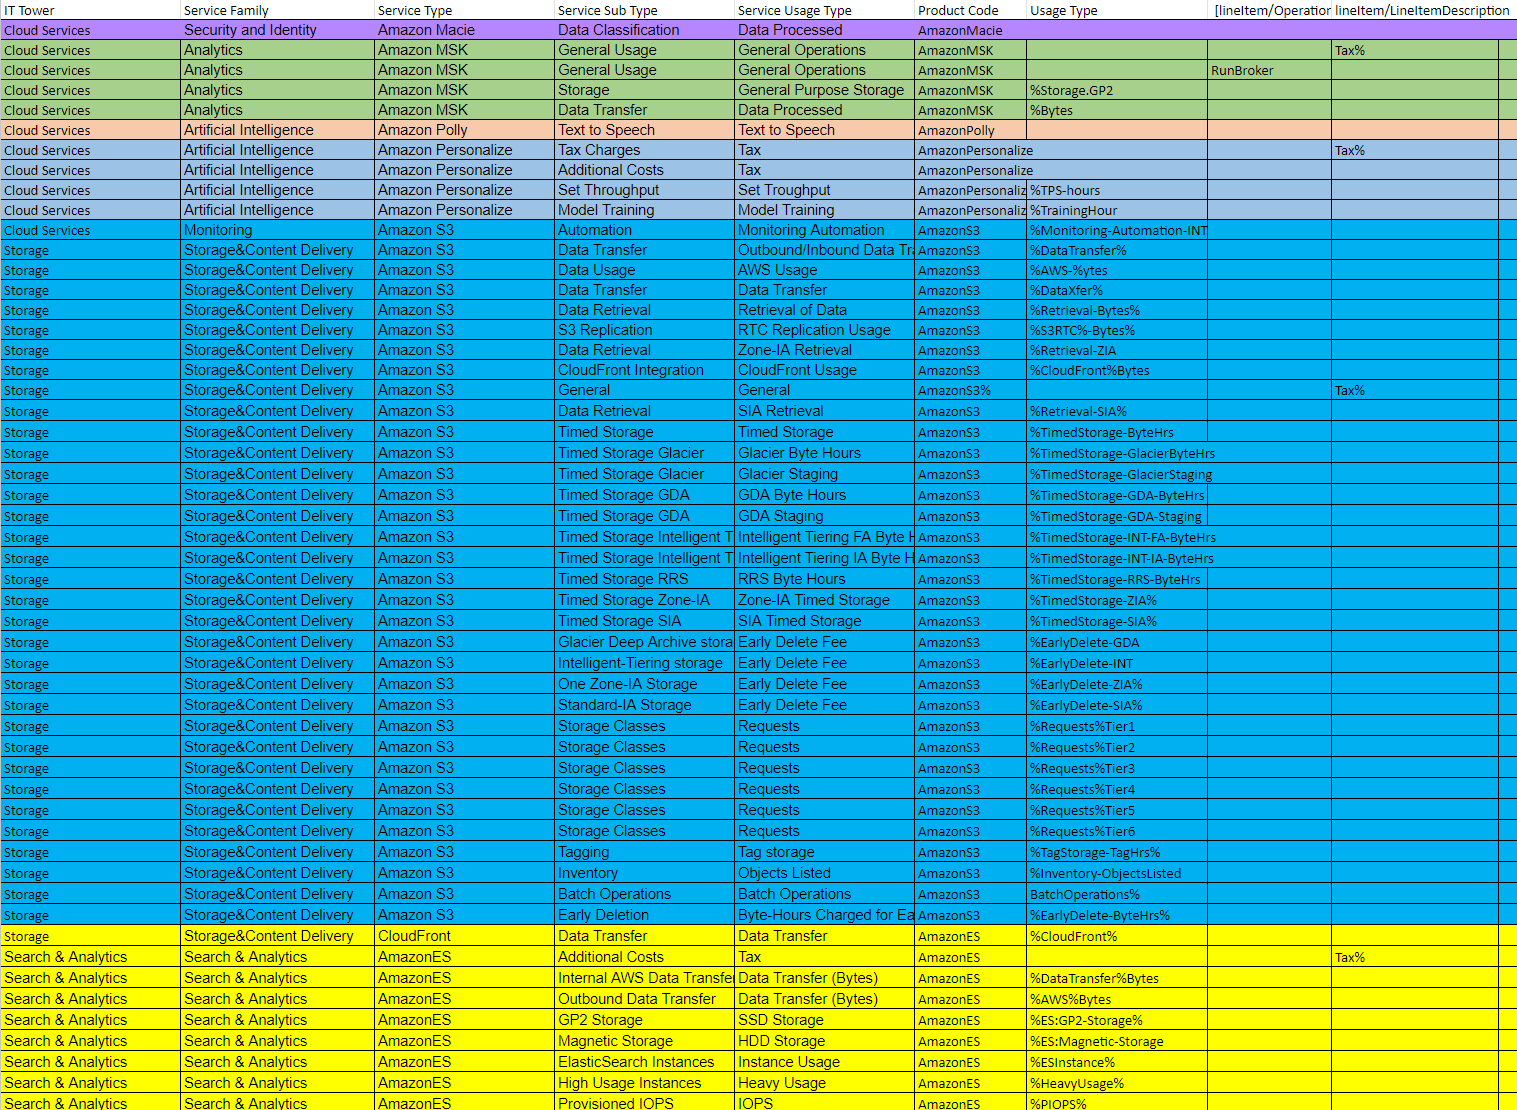 IT Tower Service Family Service Type Service Sub Type Service Usage Type Product Code Usage Type [lineItem/Operation lineItem/LineItemDescription
Cloud Services Security and Identity Amazon Macie Data Classification Data Processed AmazonMacie
Cloud Services Analytics Amazon MSK General Usage General Operations AmazonMSK Tax%
Cloud Services Analytics Amazon MSK General Usage General Operations AmazonMSK RunBroker
Cloud Services Analytics Amazon MSK Storage General Purpose Storage AmazonMSK %Storage.GP2
Cloud Services Analytics Amazon MSK Data Transfer Data Processed AmazonMSK %Bytes
Cloud Services Artificial Intelligence Amazon Polly Text to Speech Text to Speech AmazonPolly
Cloud Services Artificial Intelligence Amazon Personalize Tax Charges Tax AmazonPersonalize Tax%
Cloud Services Artificial Intelligence Amazon Personalize Additional Costs Tax AmazonPersonalize
Cloud Services Artificial Intelligence Amazon Personalize Set Throughput Set Troughput AmazonPersonaliz %TPS-hours
Cloud Services Artificial Intelligence Amazon Personalize Model Training Model Training AmazonPersonaliz %TrainingHour
Cloud Services Monitoring Amazon S3 Automation Monitoring Automation AmazonS3 %Monitoring-Automation-INT
Storage Storage&Content Delivery Amazon S3 Data Transfer Outbound/Inbound Data Tra AmazonS3 %DataTransfer%
Storage Storage&Content Delivery Amazon S3 Data Usage AWS Usage AmazonS3 %AWS-%ytes
Storage Storage&Content Delivery Amazon S3 Data Transfer Data Transfer AmazonS3 %DataXfer%
Storage Storage&Content Delivery Amazon S3 Data Retrieval Retrieval of Data AmazonS3 %Retrieval-Bytes%
Storage Storage&Content Delivery Amazon S3 S3 Replication RTC Replication Usage AmazonS3 %S3RTC%-Bytes%
Storage Storage&Content Delivery Amazon S3 Data Retrieval Zone-IA Retrieval AmazonS3 %Retrieval-ZIA
Storage Storage&Content Delivery Amazon S3 CloudFront Integration CloudFront Usage AmazonS3 %CloudFront%Bytes
Storage Storage&Content Delivery Amazon S3 General General AmazonS3% Tax%
Storage Storage&Content Delivery Amazon S3 Data Retrieval SIA Retrieval AmazonS3 %Retrieval-SIA%
Storage Storage&Content Delivery Amazon S3 Timed Storage Timed Storage AmazonS3 %TimedStorage-ByteHrs
Storage Storage&Content Delivery Amazon S3 Timed Storage Glacier Glacier Byte Hours AmazonS3 %TimedStorage-GlacierByteHrs
Storage Storage&Content Delivery Amazon S3 Timed Storage Glacier Glacier Staging AmazonS3 %TimedStorage-GlacierStaging
Storage Storage&Content Delivery Amazon S3 Timed Storage GDA GDA Byte Hours AmazonS3 %TimedStorage-GDA-ByteHrs
Storage Storage&Content Delivery Amazon S3 Timed Storage GDA GDA Staging AmazonS3 %TimedStorage-GDA-Staging
Storage Storage&Content Delivery Amazon S3 Timed Storage Intelligent T Intelligent Tiering FA Byte H AmazonS3 %TimedStorage-INT-FA-ByteHrs
Storage Storage&Content Delivery Amazon S3 Timed Storage Intelligent T Intelligent Tiering IA Byte H AmazonS3 %TimedStorage-INT-IA-ByteHrs
Storage Storage&Content Delivery Amazon S3 Timed Storage RRS RRS Byte Hours AmazonS3 %TimedStorage-RRS-ByteHrs
Storage Storage&Content Delivery Amazon S3 Timed Storage Zone-IA Zone-IA Timed Storage AmazonS3 %TimedStorage-ZIA%
Storage Storage&Content Delivery Amazon S3 Timed Storage SIA SIA Timed Storage AmazonS3 %TimedStorage-SIA%
Storage Storage&Content Delivery Amazon S3 Glacier Deep Archive stora Early Delete Fee AmazonS3 %EarlyDelete-GDA
Storage Storage&Content Delivery Amazon S3 Intelligent-Tiering storage Early Delete Fee AmazonS3 %EarlyDelete-INT
Storage Storage&Content Delivery Amazon S3 One Zone-IA Storage Early Delete Fee AmazonS3 %EarlyDelete-ZIA%
Storage Storage&Content Delivery Amazon S3 Standard-IA Storage Early Delete Fee AmazonS3 %EarlyDelete-SIA%
Storage Storage&Content Delivery Amazon S3 Storage Classes Requests AmazonS3 %Requests%Tier1
Storage Storage&Content Delivery Amazon S3 Storage Classes Requests AmazonS3 %Requests%Tier2
Storage Storage&Content Delivery Amazon S3 Storage Classes Requests AmazonS3 %Requests%Tier3
Storage Storage&Content Delivery Amazon S3 Storage Classes Requests AmazonS3 %Requests%Tier4
Storage Storage&Content Delivery Amazon S3 Storage Classes Requests AmazonS3 %Requests%Tier5
Storage Storage&Content Delivery Amazon S3 Storage Classes Requests AmazonS3 %Requests%Tier6
Storage Storage&Content Delivery Amazon S3 Tagging Tag storage AmazonS3 %TagStorage-TagHrs%
Storage Storage&Content Delivery Amazon S3 Inventory Objects Listed AmazonS3 %Inventory-ObjectsListed
Storage Storage&Content Delivery Amazon S3 Batch Operations Batch Operations AmazonS3 BatchOperations%
Storage Storage&Content Delivery Amazon S3 Early Deletion Byte-Hours Charged for Ea AmazonS3 %EarlyDelete-ByteHrs%
Storage Storage&Content Delivery CloudFront Data Transfer Data Transfer AmazonES %CloudFront%
Search & Analytics Search & Analytics AmazonES Additional Costs Tax AmazonES Tax%
Search & Analytics Search & Analytics AmazonES Internal AWS Data Transfer Data Transfer (Bytes) AmazonES %DataTransfer%Bytes
Search & Analytics Search & Analytics AmazonES Outbound Data Transfer Data Transfer (Bytes) AmazonES %AWS%Bytes
Search & Analytics Search & Analytics AmazonES GP2 Storage SSD Storage AmazonES %ES:GP2-Storage%
Search & Analytics Search & Analytics AmazonES Magnetic Storage HDD Storage AmazonES %ES:Magnetic-Storage
Search & Analytics Search & Analytics AmazonES ElasticSearch Instances Instance Usage AmazonES %ESInstance%
Search & Analytics Search & Analytics AmazonES High Usage Instances Heavy Usage AmazonES %HeavyUsage%
Search & Analytics Search & Analytics AmazonES Provisioned IOPS IOPS AmazonES %PIOPS%